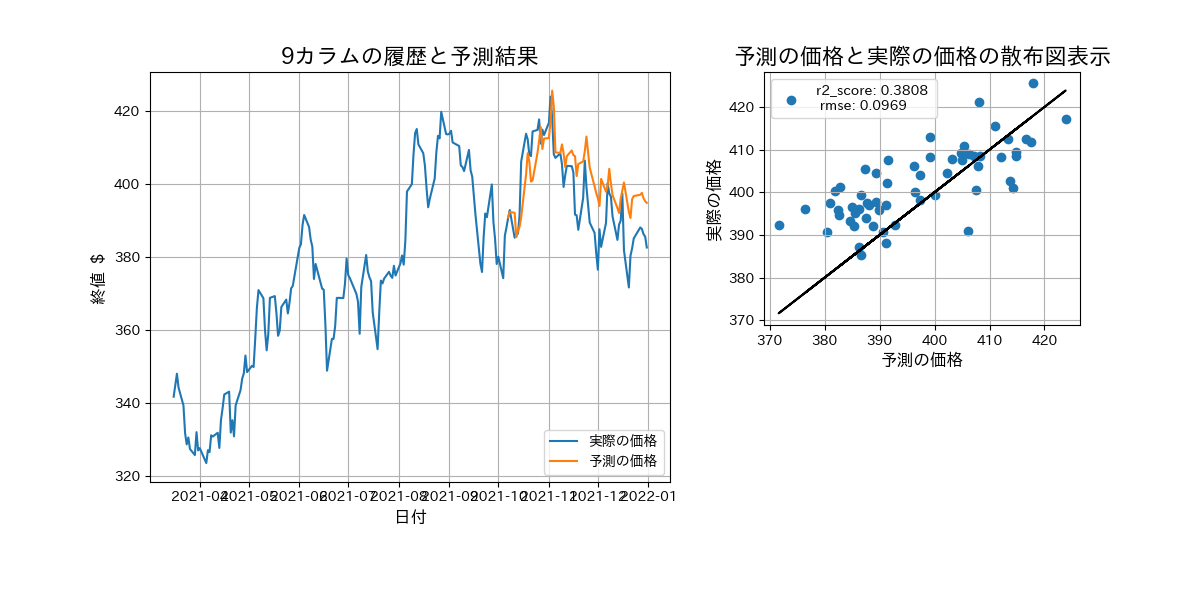 9カラムの履歴と予測結果
420
400
380
360
340
320
終値 $
2021-04
2021-05
2021-06
2021-07
2021-08
2021-09
2021-10
2021-11
2021-12
2022-01
日付
実際の価格
予測の価格
予測の価格と実際の価格の散布図表示
r2_score: 0.3808
rmse: 0.0969
420
410
400
390
380
370
実際の価格
370
380
390
400
410
420
予測の価格